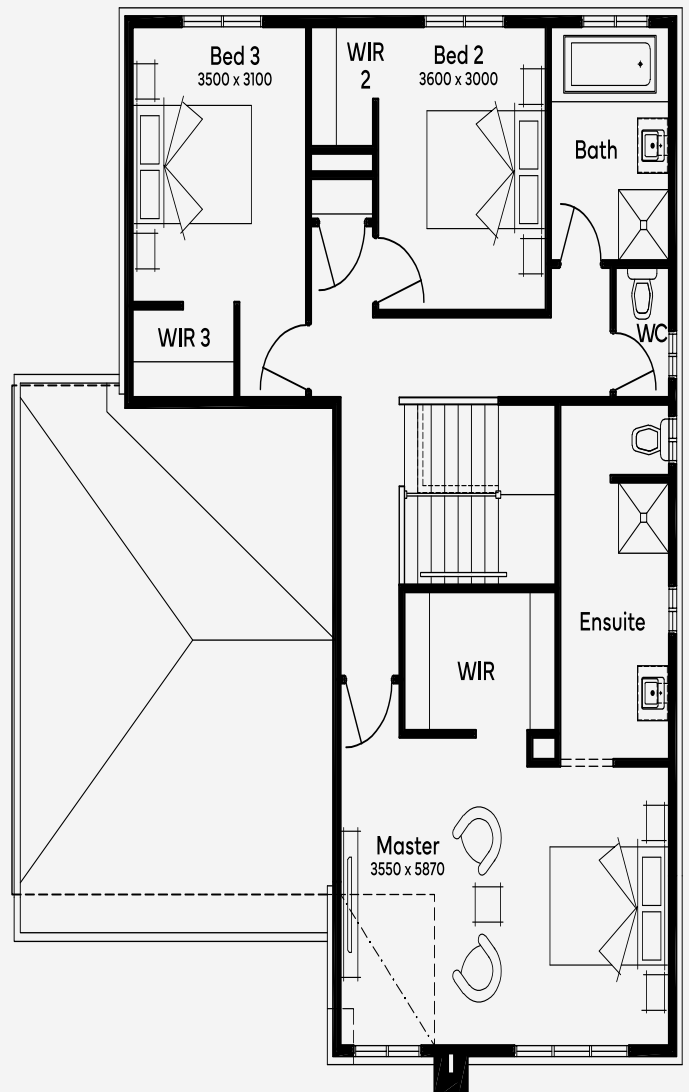 Bed 3
3500 x 3100
WIR
2
Bed 2
3600 x 3000
Bath
WIR 3
WC
Ensuite
WIR
Master
3550 x 5870